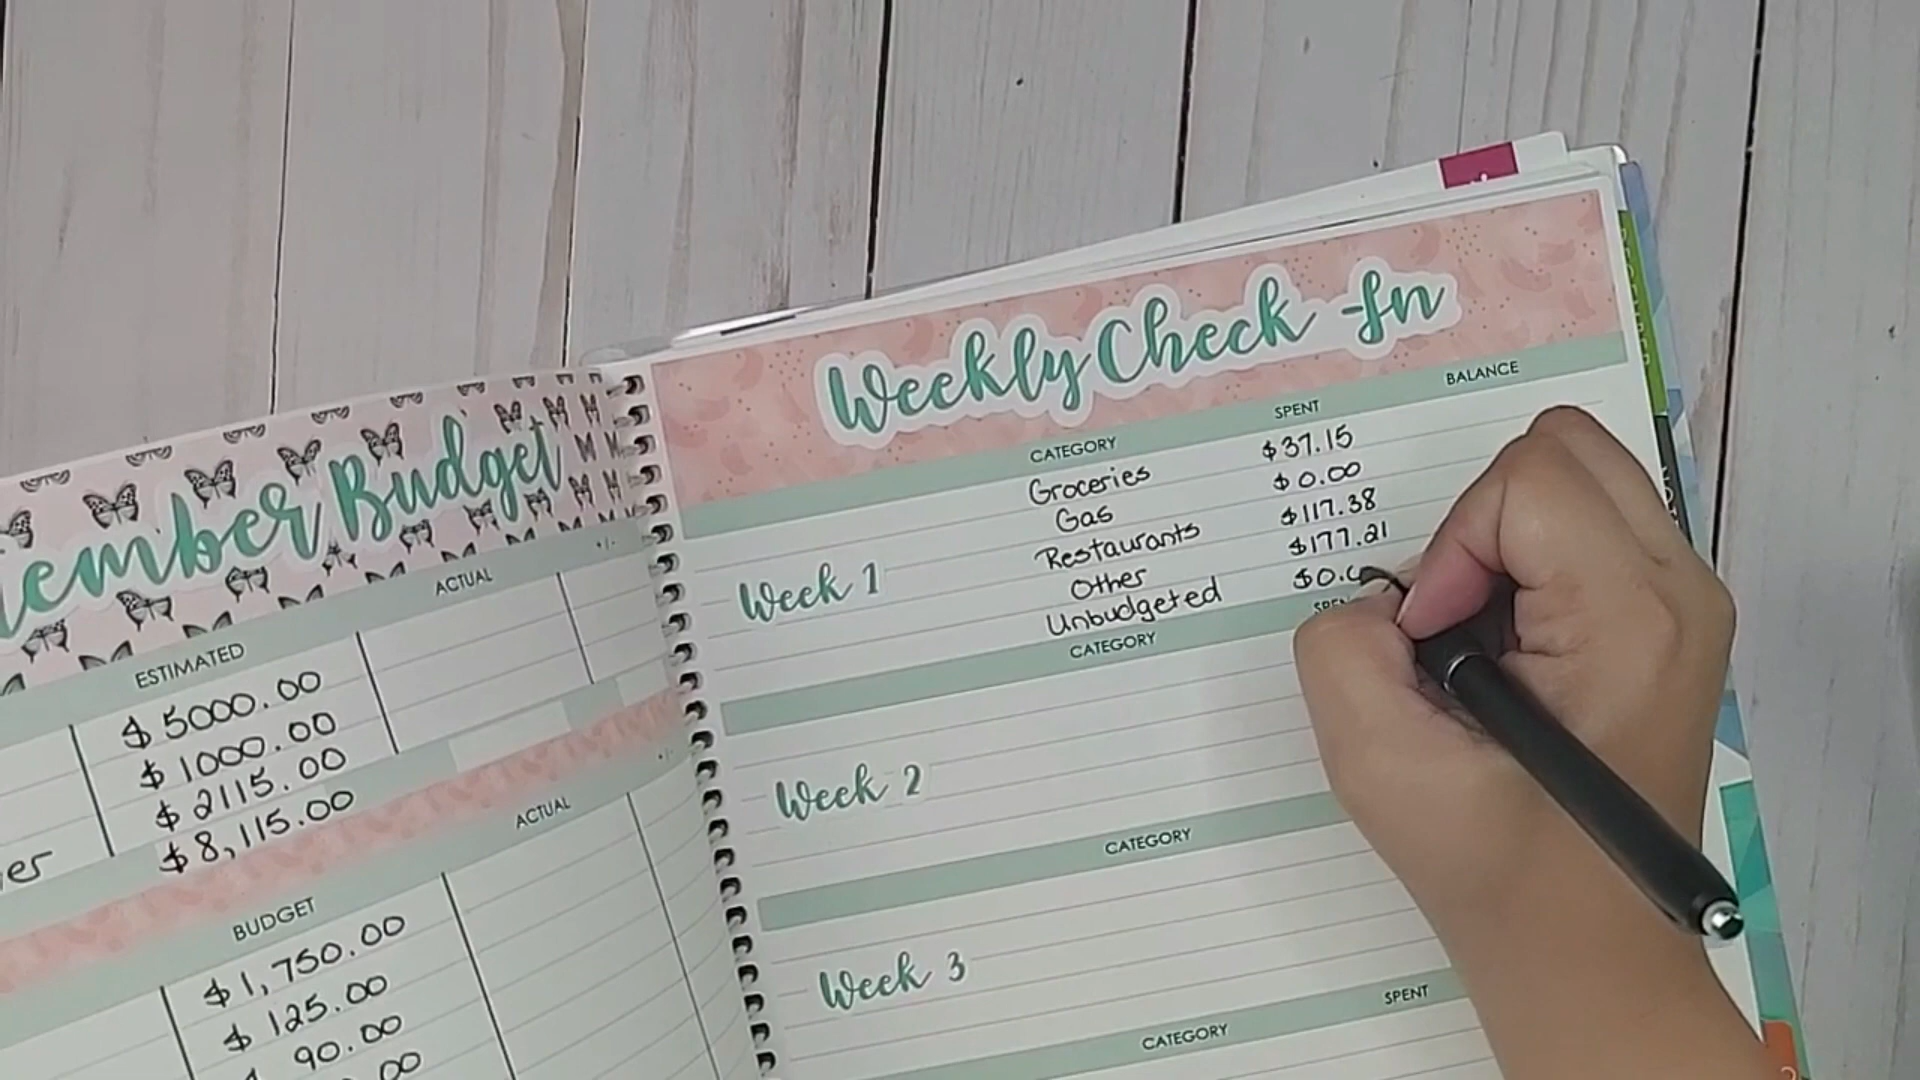 ember Budget
ACTUAL +/-
ESTIMATED
$5000.00
$1000.00
$2115.00
er $8,115.00
ACTUAL
BUDGET
$1,750.00
$125.00
90.00
Weekly Check-In
CATEGORY SPENT BALANCE
Groceries $37.15
Gas $0.00
Restaurants $117.38
Week 1
Other $177.21
Unbudgeted $0.
CATEGORY
Week 2
CATEGORY
Week 3
CATEGORY SPENT